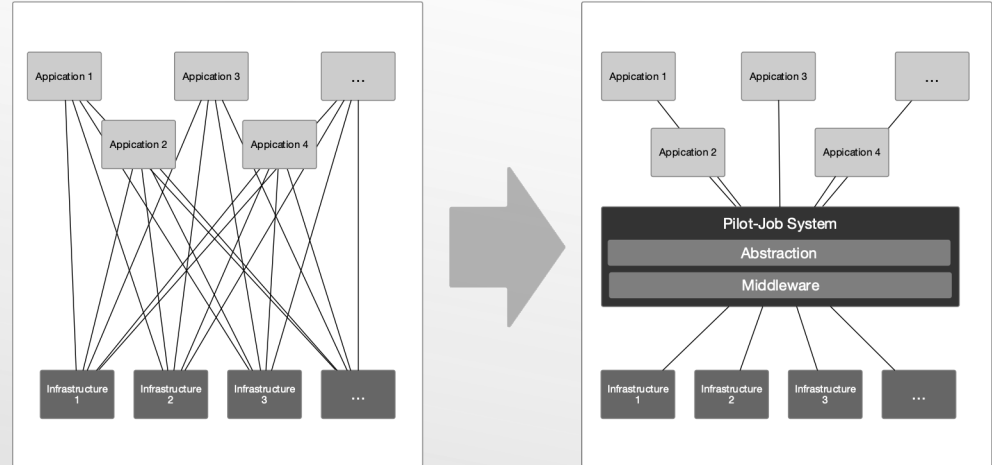 Appication 1
Appication 3
...
Appication 2
Appication 4
Infrastructure
1
Infrastructure
2
Infrastructure
3
...
Appication 1
Appication 3
...
Appication 2
Appication 4
Pilot-Job System
Abstraction
Middleware
Infrastructure
1
Infrastructure
2
Infrastructure
3
...